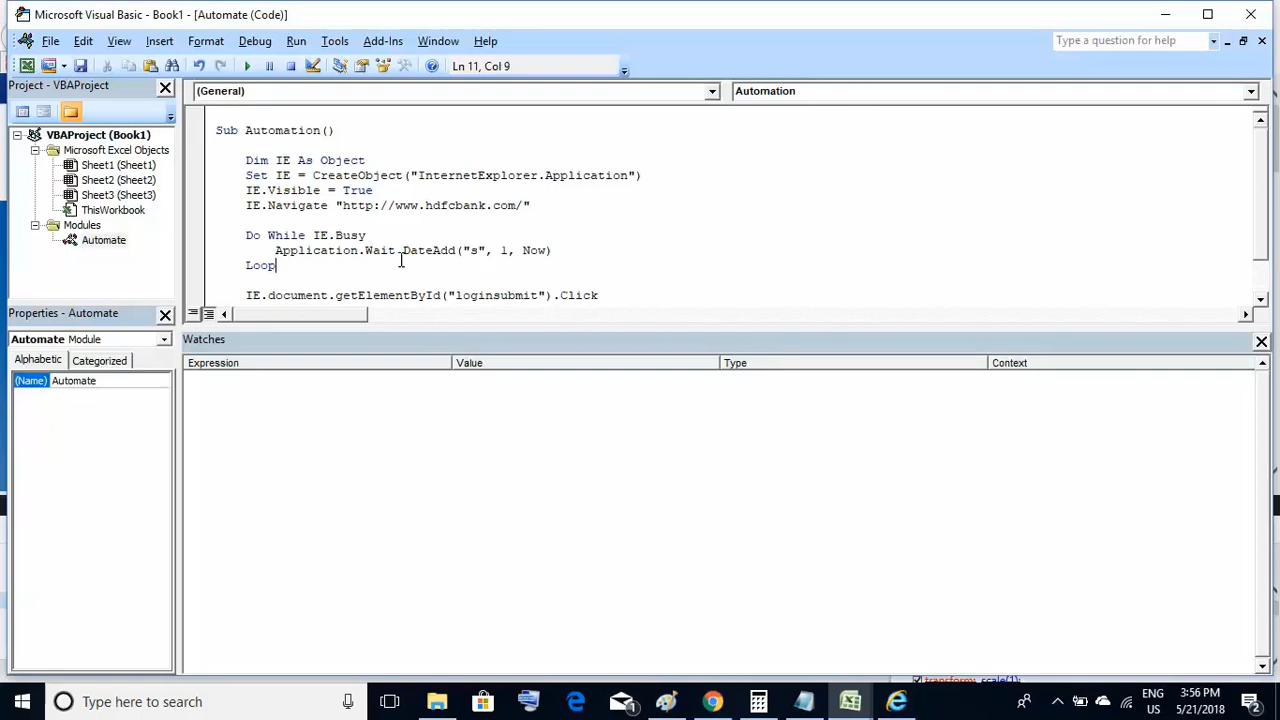 Microsoft Visual Basic - Book1 - [Automate (Code)]
File Edit View Insert Format Debug Run Tools Add-Ins Window Help
Type a question for help
Ln 11, Col 9
Project - VBAProject
(General)
Automation
VBAProject (Book1)
Microsoft Excel Objects
Sheet1 (Sheet1)
Sheet2 (Sheet2)
Sheet3 (Sheet3)
ThisWorkbook
Modules
Automate
Sub Automation()
Dim IE As Object
Set IE = CreateObject("InternetExplorer.Application")
IE.Visible = True
IE.Navigate "http://www.hdfcbank.com/"
Do While IE.Busy
Application.Wait DateAdd("s", 1, Now)
Loop
IE.document.getElementById("loginsubmit").Click
Properties - Automate
Automate Module
Alphabetic Categorized
(Name) Automate
Watches
Expression Value Type Context
transform: scale(1);
Type here to search
1
ENG
US
3:56 PM
5/21/2018
2